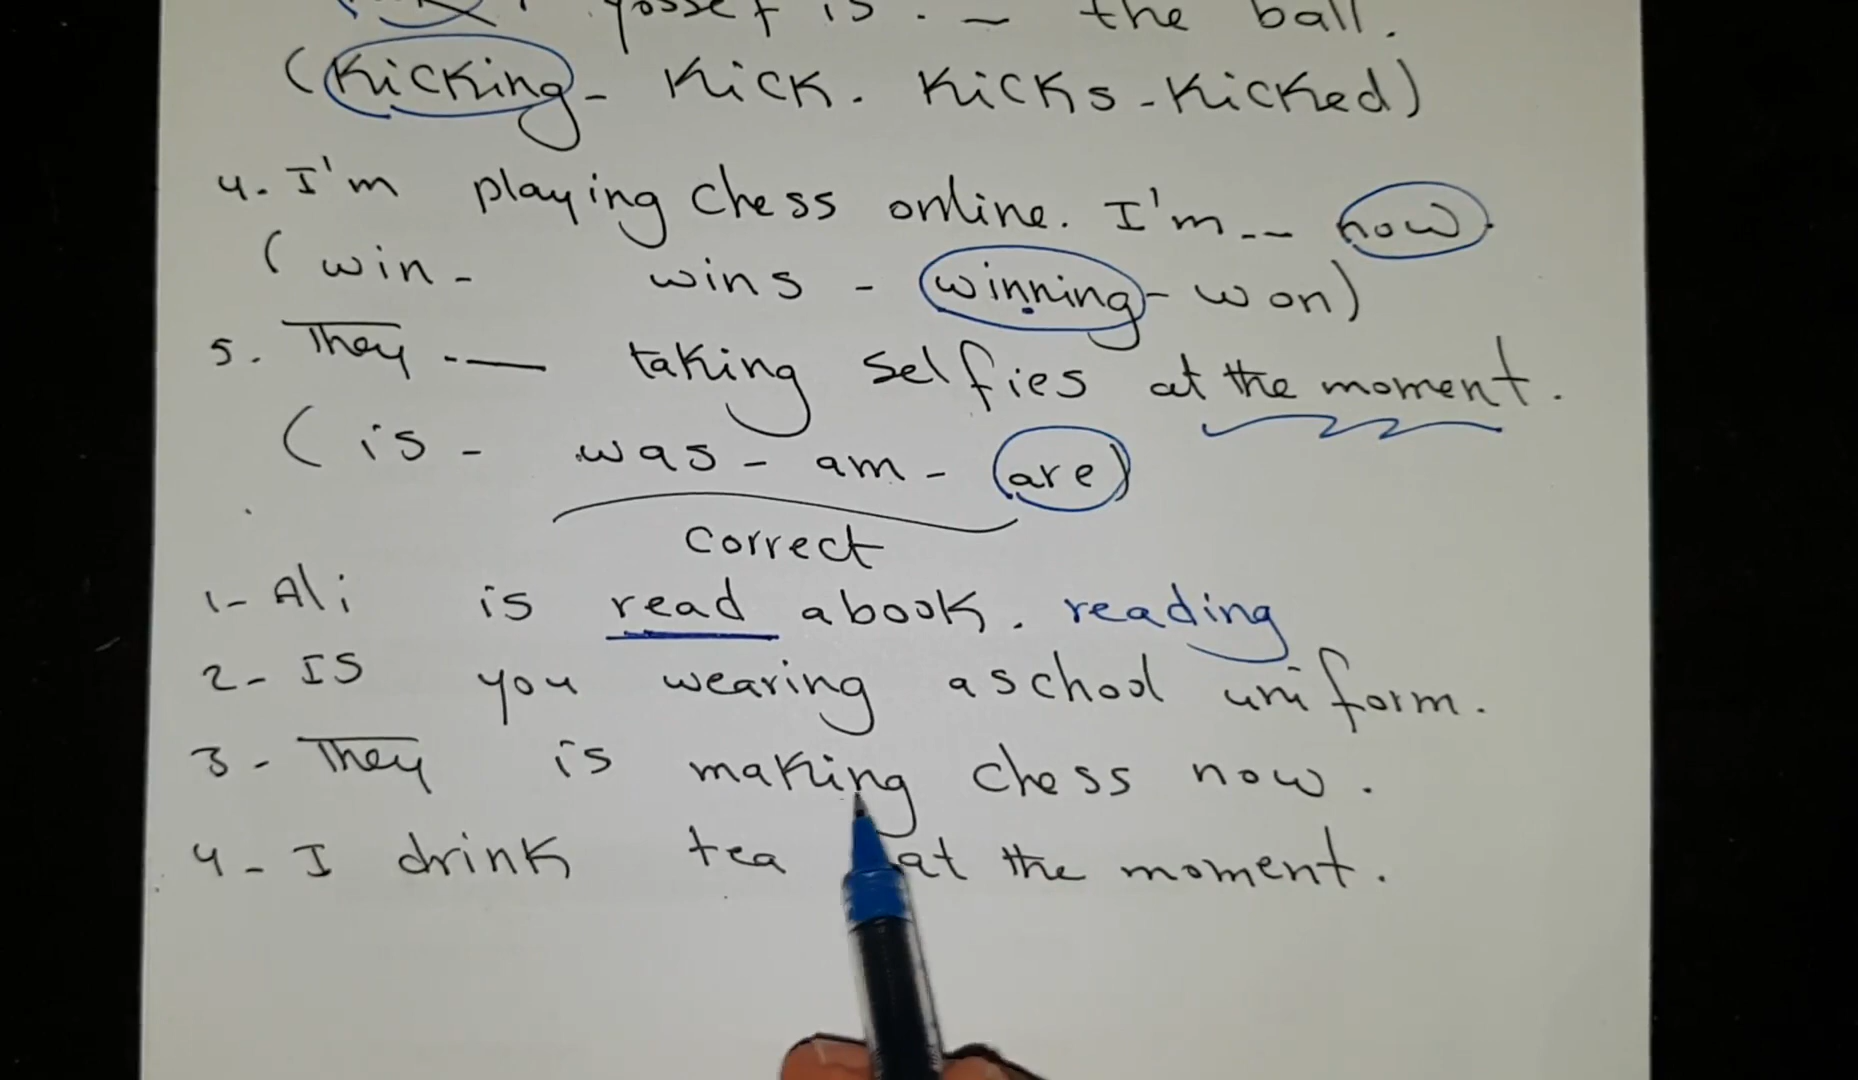 Yossef is . — the ball.
(Kicking - Kick. Kicks - Kicked)
4. I'm playing chess online. I'm -- now.
(win - wins - winning - won)
5. They -— taking selfies at the moment.
(is - was - am - are)
Correct
1- Ali is read a book. reading
2- Is you wearing a school uniform.
3- They is making chess now.
4- I drink tea at the moment.